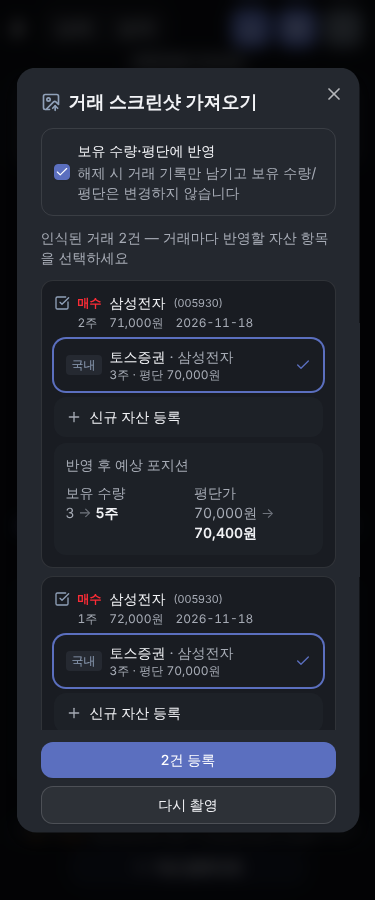 거래 스크린샷 가져오기
보유 수량·평단에 반영
해제 시 거래 기록만 남기고 보유 수량/
평단은 변경하지 않습니다
인식된 거래 2건 — 거래마다 반영할 자산 항목
을 선택하세요
매수 삼성전자 (005930)
2주 71,000원 2026-11-18
국내 토스증권 · 삼성전자
3주 · 평단 70,000원
+ 신규 자산 등록
반영 후 예상 포지션
보유 수량 평단가
3 → 5주 70,000원 →
70,400원
매수 삼성전자 (005930)
1주 72,000원 2026-11-18
국내 토스증권 · 삼성전자
3주 · 평단 70,000원
+ 신규 자산 등록
2건 등록
다시 촬영